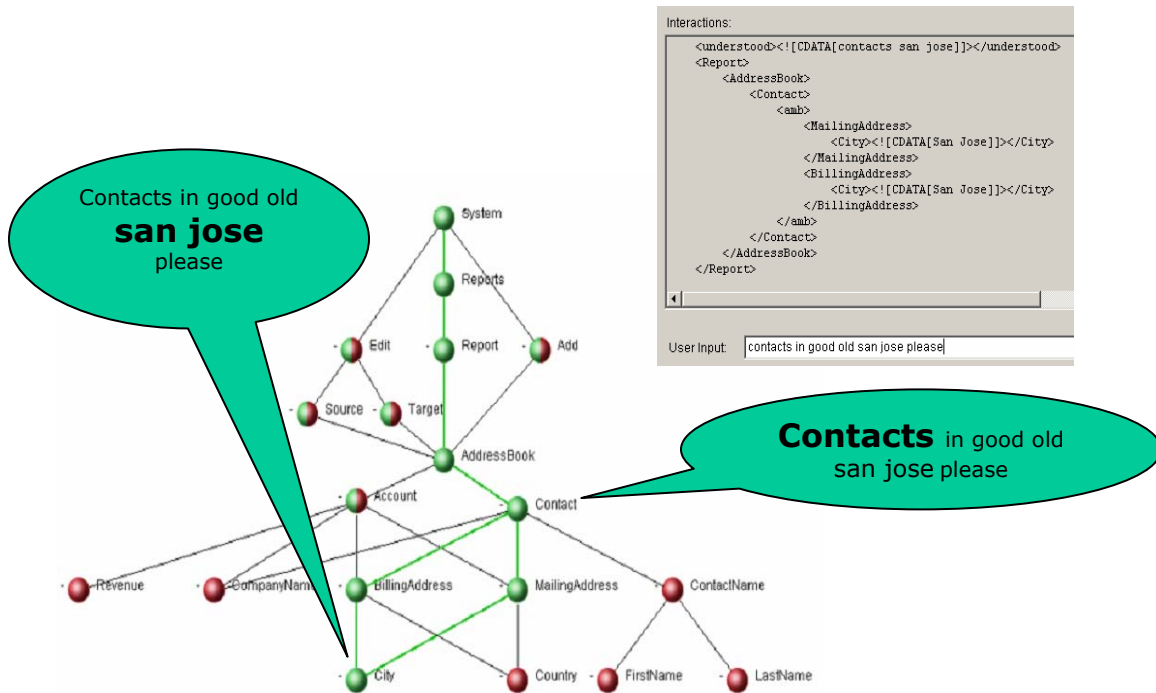 Interactions:
<understood><![CDATA[contacts san jose]]></understood>
<Report>
<AddressBook>
<Contact>
<amb>
<MailingAddress>
<City><![CDATA[San Jose]]></City>
</MailingAddress>
<BillingAddress>
<City><![CDATA[San Jose]]></City>
</BillingAddress>
</amb>
</Contact>
</AddressBook>
</Report>
User Input: contacts in good old san jose please
Contacts in good old
san jose
please
System
Reports
Edit
Report
Add
Source
Target
AddressBook
Contacts in good old
san jose please
Account
Contact
Revenue
CompanyName
BillingAddress
MailingAddress
ContactName
City
Country
FirstName
LastName